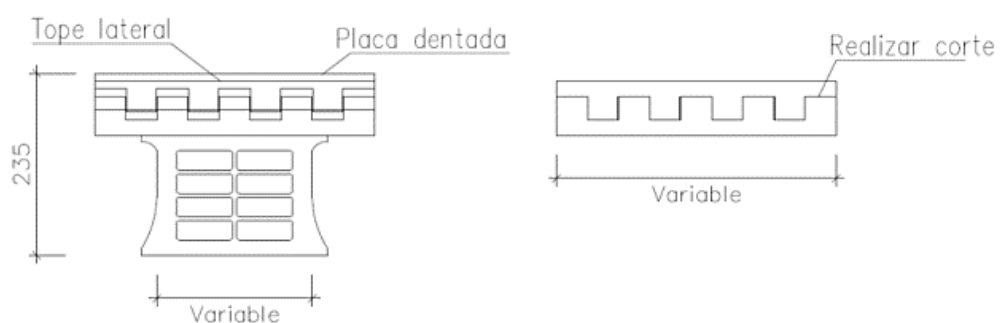 Tope lateral
Placa dentada
Realizar corte
235
Variable
Variable